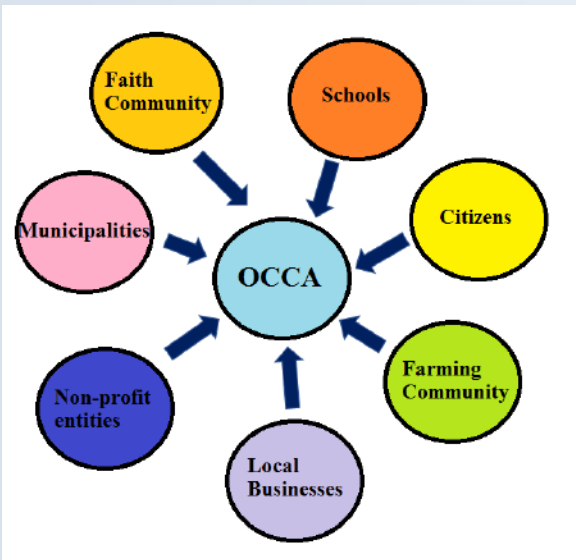 Faith
Community
Schools
Municipalities
Citizens
OCCA
Non-profit
entities
Farming
Community
Local
Businesses